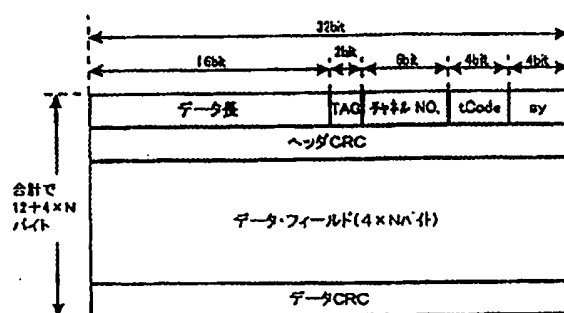 32bit
16bit 2bit 6bit 4bit 4bit
データ長 TAG チャネル NO. tCode sy
ヘッダCRC
合計で
12+4×N
バイト
データ・フィールド(4×Nバイト)
データCRC